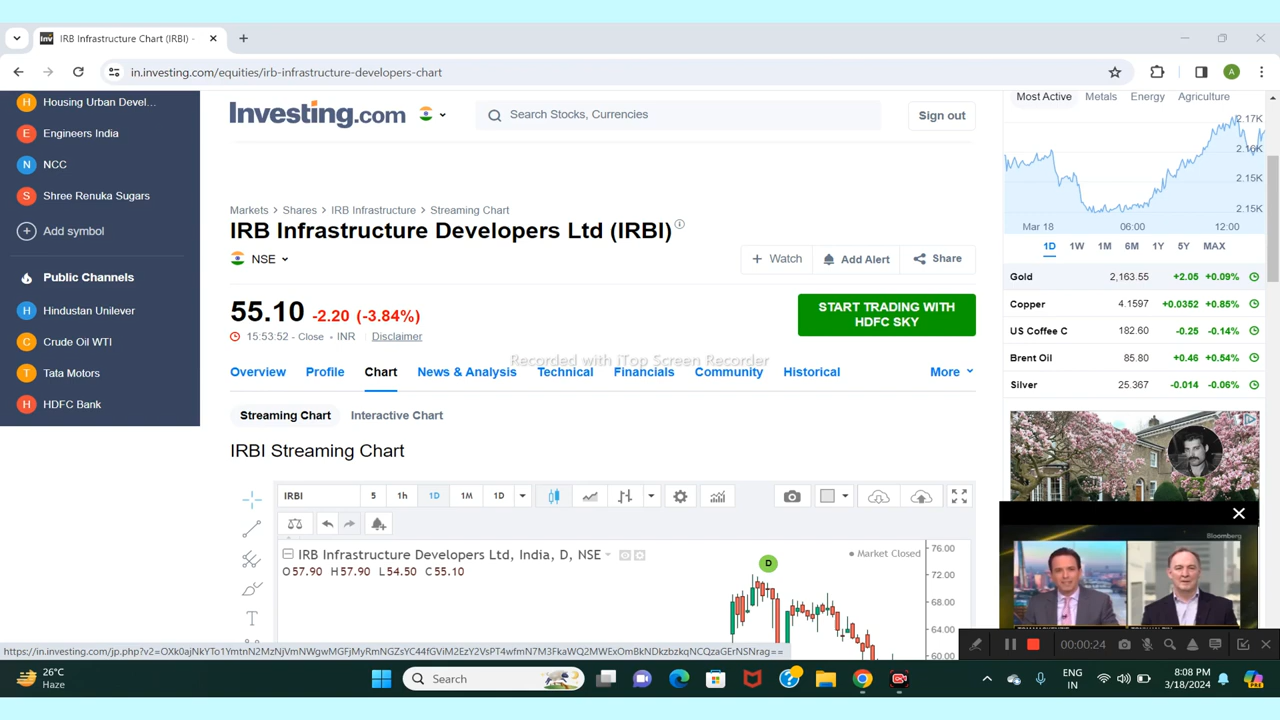 IRB Infrastructure Chart (IRBI) -
in.investing.com/equities/irb-infrastructure-developers-chart
A
H Housing Urban Devel...
E Engineers India
N NCC
S Shree Renuka Sugars
Add symbol
Public Channels
H Hindustan Unilever
C Crude Oil WTI
T Tata Motors
H HDFC Bank
Investing.com
Search Stocks, Currencies
Sign out
Markets > Shares > IRB Infrastructure > Streaming Chart
IRB Infrastructure Developers Ltd (IRBI)
NSE
+ Watch
Add Alert
Share
55.10 -2.20 (-3.84%)
15:53:52 - Close • INR Disclaimer
START TRADING WITH
HDFC SKY
Recorded with iTop Screen Recorder
Overview Profile Chart News & Analysis Technical Financials Community Historical More
Streaming Chart Interactive Chart
IRBI Streaming Chart
IRBI 5 1h 1D 1M 1D
T
IRB Infrastructure Developers Ltd, India, D, NSE
• Market Closed
O57.90 H57.90 L54.50 C55.10
D
76.00
72.00
68.00
64.00
60.00
Most Active Metals Energy Agriculture
2.17K
2.16K
2.15K
2.15K
Mar 18 06:00 12:00
1D 1W 1M 6M 1Y 5Y MAX
Gold 2,163.55 +2.05 +0.09%
Copper 4.1597 +0.0352 +0.85%
US Coffee C 182.60 -0.25 -0.14%
Brent Oil 85.80 +0.46 +0.54%
Silver 25.367 -0.014 -0.06%
Bloomberg
00:00:24
26°C
Haze
Search
ENG
IN
8:08 PM
3/18/2024